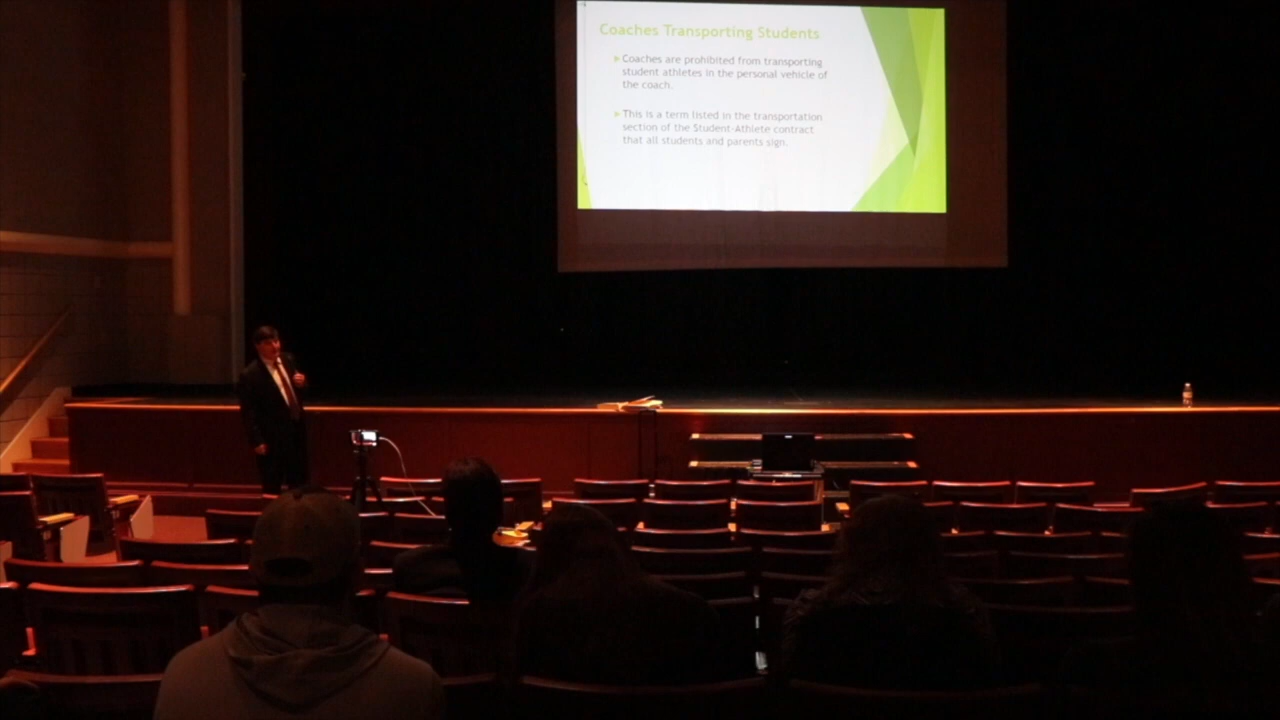 Coaches Transporting Students
Coaches are prohibited from transporting
student athletes in the personal vehicle of
the coach.
This is a term listed in the transportation
section of the Student-Athlete contract
that all students and parents sign.